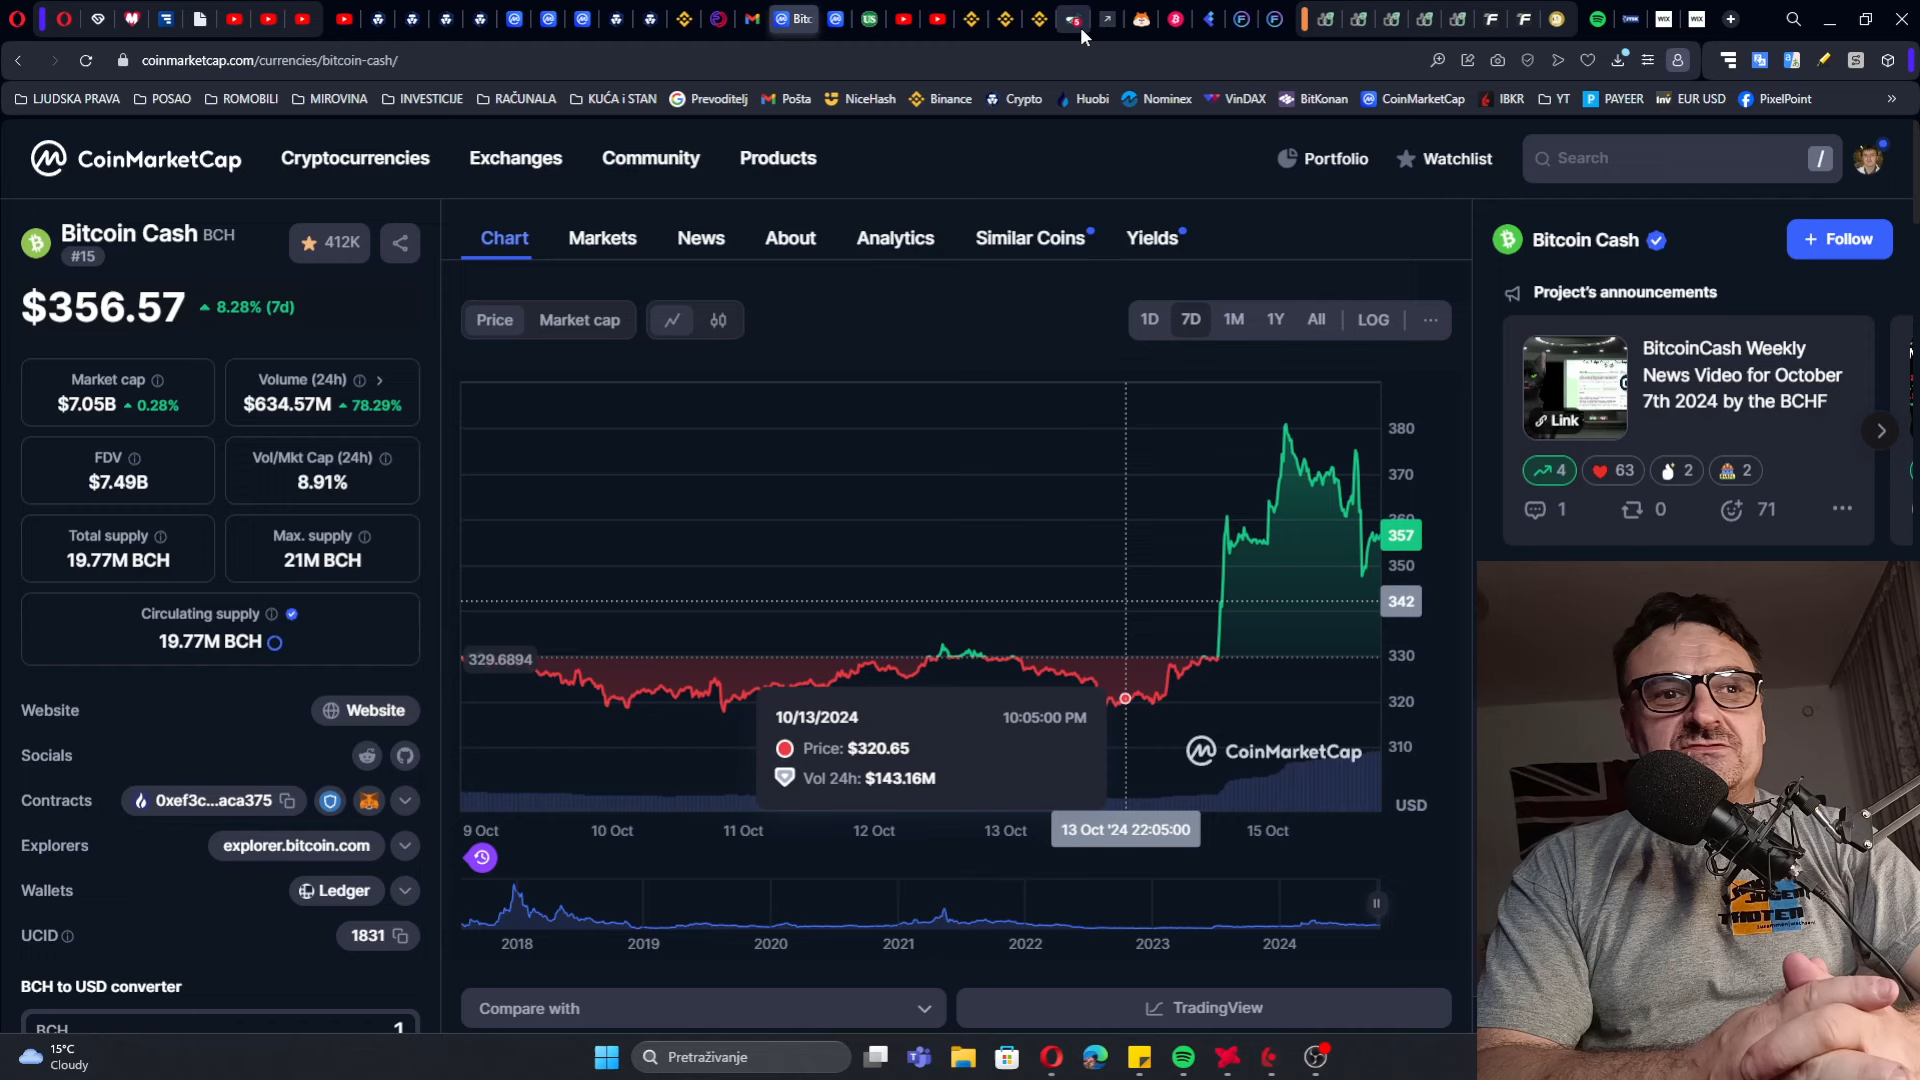 Bitc
coinmarketcap.com/currencies/bitcoin-cash/
LJUDSKA PRAVA POSAO ROMOBILI MIROVINA INVESTICIJE RAČUNALA KUĆA i STAN Prevoditelj Pošta NiceHash Binance Crypto Huobi Nominex VinDAX BitKonan CoinMarketCap IBKR YT PAYEER EUR USD PixelPoint
CoinMarketCap Cryptocurrencies Exchanges Community Products Portfolio Watchlist Search /
Bitcoin Cash BCH
#15
412K
$356.57 8.28% (7d)
Market cap
$7.05B 0.28%
Volume (24h)
$634.57M 78.29%
FDV
$7.49B
Vol/Mkt Cap (24h)
8.91%
Total supply
19.77M BCH
Max. supply
21M BCH
Circulating supply
19.77M BCH
Website Website
Socials
Contracts 0xef3c...aca375
Explorers explorer.bitcoin.com
Wallets Ledger
UCID 1831
BCH to USD converter
BCH 1
Chart Markets News About Analytics Similar Coins Yields
Price Market cap 1D 7D 1M 1Y All LOG
380
370
360
357
350
342
330
320
310
USD
329.6894
10/13/2024 10:05:00 PM
Price: $320.65
Vol 24h: $143.16M
CoinMarketCap
9 Oct 10 Oct 11 Oct 12 Oct 13 Oct 13 Oct '24 22:05:00 15 Oct
2018 2019 2020 2021 2022 2023 2024
Compare with TradingView
Bitcoin Cash + Follow
Project's announcements
BitcoinCash Weekly
News Video for October
7th 2024 by the BCHF
Link
4 63 2 2
1 0 71
15°C
Cloudy
Pretraživanje